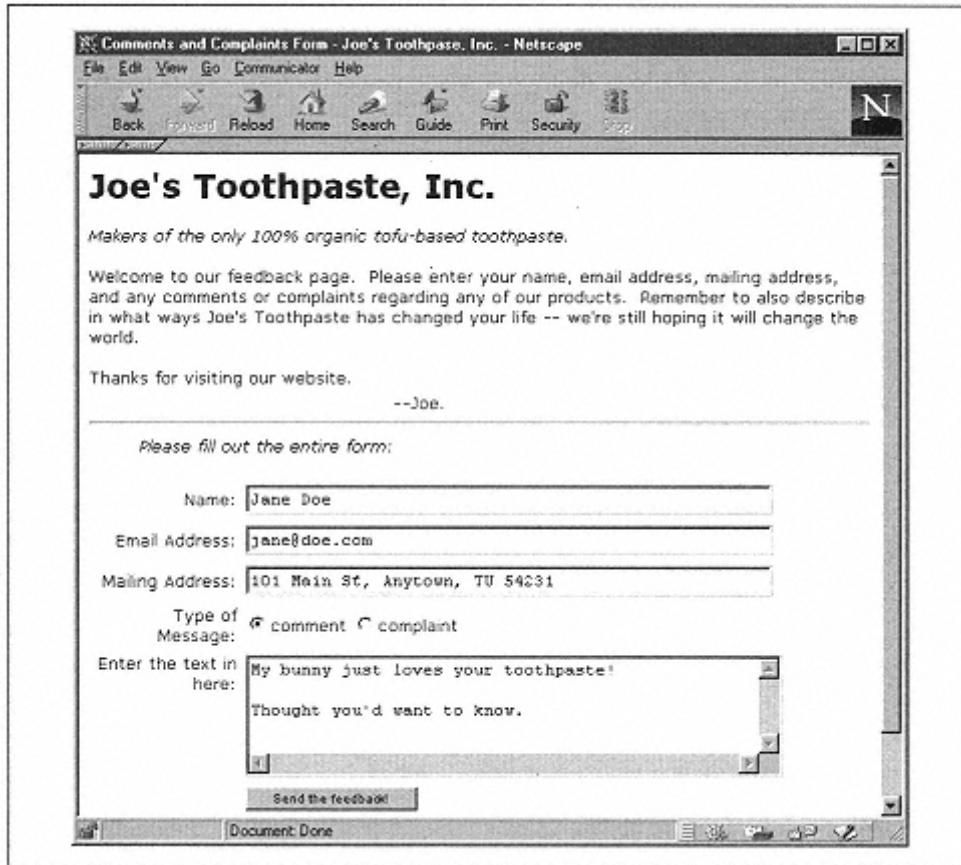 Comments and Complaints Form - Joe's Toothpase, Inc. - Netscape
File Edit View Go Communicator Help
Back Forward Reload Home Search Guide Print Security Stop
N
Joe's Toothpaste, Inc.
Makers of the only 100% organic tofu-based toothpaste.
Welcome to our feedback page. Please enter your name, email address, mailing address,
and any comments or complaints regarding any of our products. Remember to also describe
in what ways Joe's Toothpaste has changed your life -- we're still hoping it will change the
world.
Thanks for visiting our website.
--Joe.
Please fill out the entire form:
Name: Jane Doe
Email Address: jane@doe.com
Mailing Address: 101 Main St, Anytown, TU 54231
Type of
Message: comment complaint
Enter the text in
here:
My bunny just loves your toothpaste!
Thought you'd want to know.
Send the feedback!
Document: Done